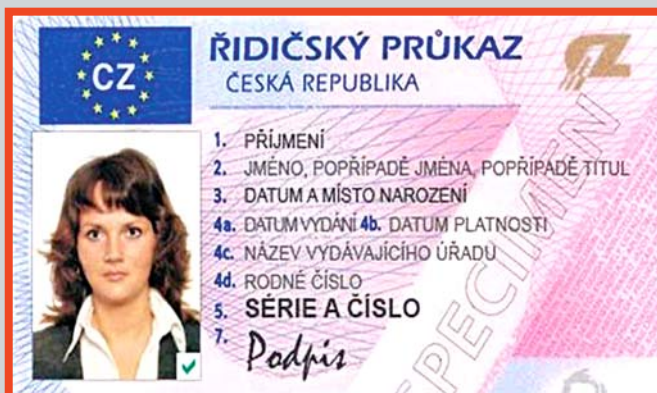 CZ
ŘIDIČSKÝ PRŮKAZ
ČESKÁ REPUBLIKA
CZ
1. PŘÍJMENÍ
2. JMÉNO, POPŘÍPADĚ JMÉNA, POPŘÍPADĚ TITUL
3. DATUM A MÍSTO NAROZENÍ
4a. DATUM VYDÁNÍ 4b. DATUM PLATNOSTI
4c. NÁZEV VYDÁVAJÍCÍHO ÚŘADU
4d. RODNÉ ČÍSLO
5. SÉRIE A ČÍSLO
7. Podpis
SPECIMEN